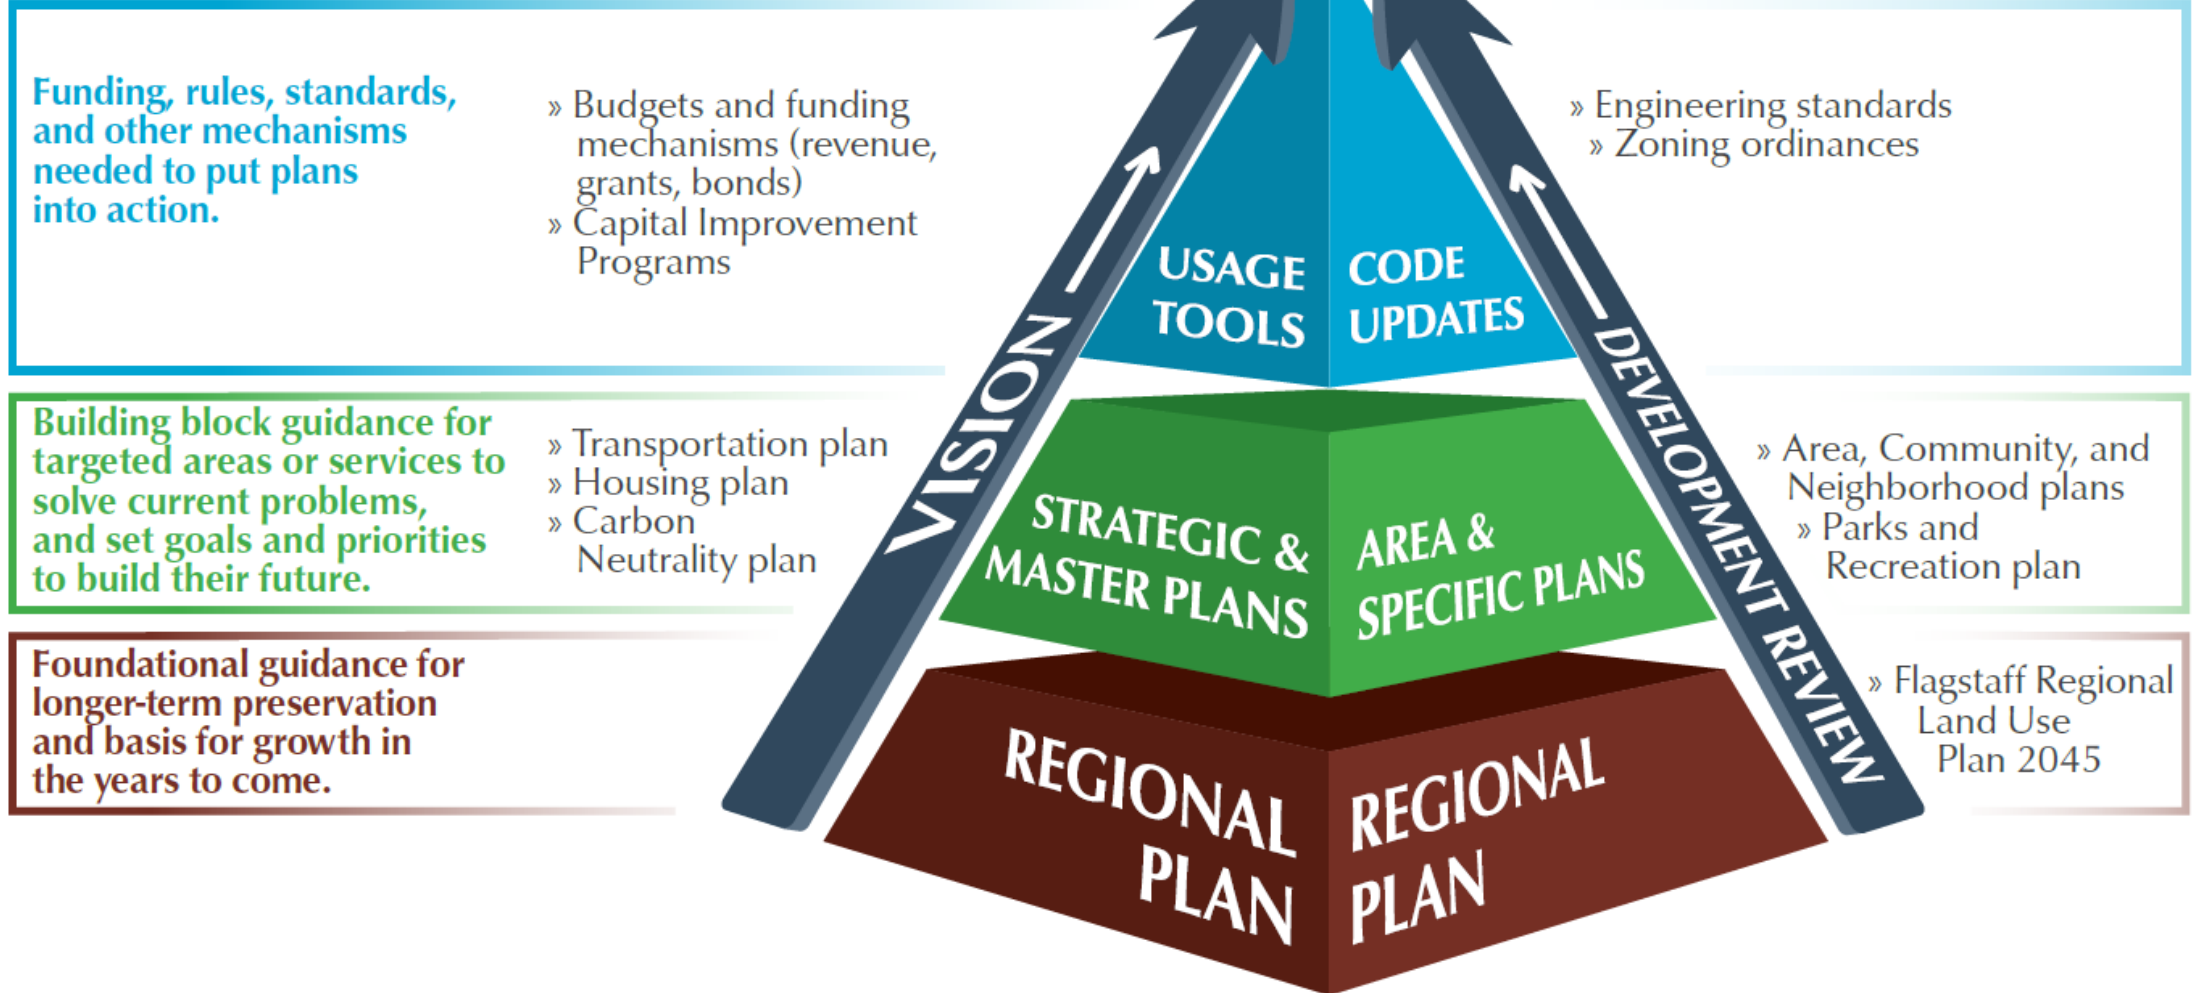 Funding, rules, standards,
and other mechanisms
needed to put plans
into action.
» Budgets and funding
mechanisms (revenue,
grants, bonds)
» Capital Improvement
Programs
USAGE
TOOLS
CODE
UPDATES
» Engineering standards
» Zoning ordinances
VISION
DEVELOPMENT REVIEW
Building block guidance for
targeted areas or services to
solve current problems,
and set goals and priorities
to build their future.
» Transportation plan
» Housing plan
» Carbon
Neutrality plan
STRATEGIC &
MASTER PLANS
AREA &
SPECIFIC PLANS
» Area, Community, and
Neighborhood plans
» Parks and
Recreation plan
Foundational guidance for
longer-term preservation
and basis for growth in
the years to come.
REGIONAL
PLAN
REGIONAL
PLAN
» Flagstaff Regional
Land Use
Plan 2045